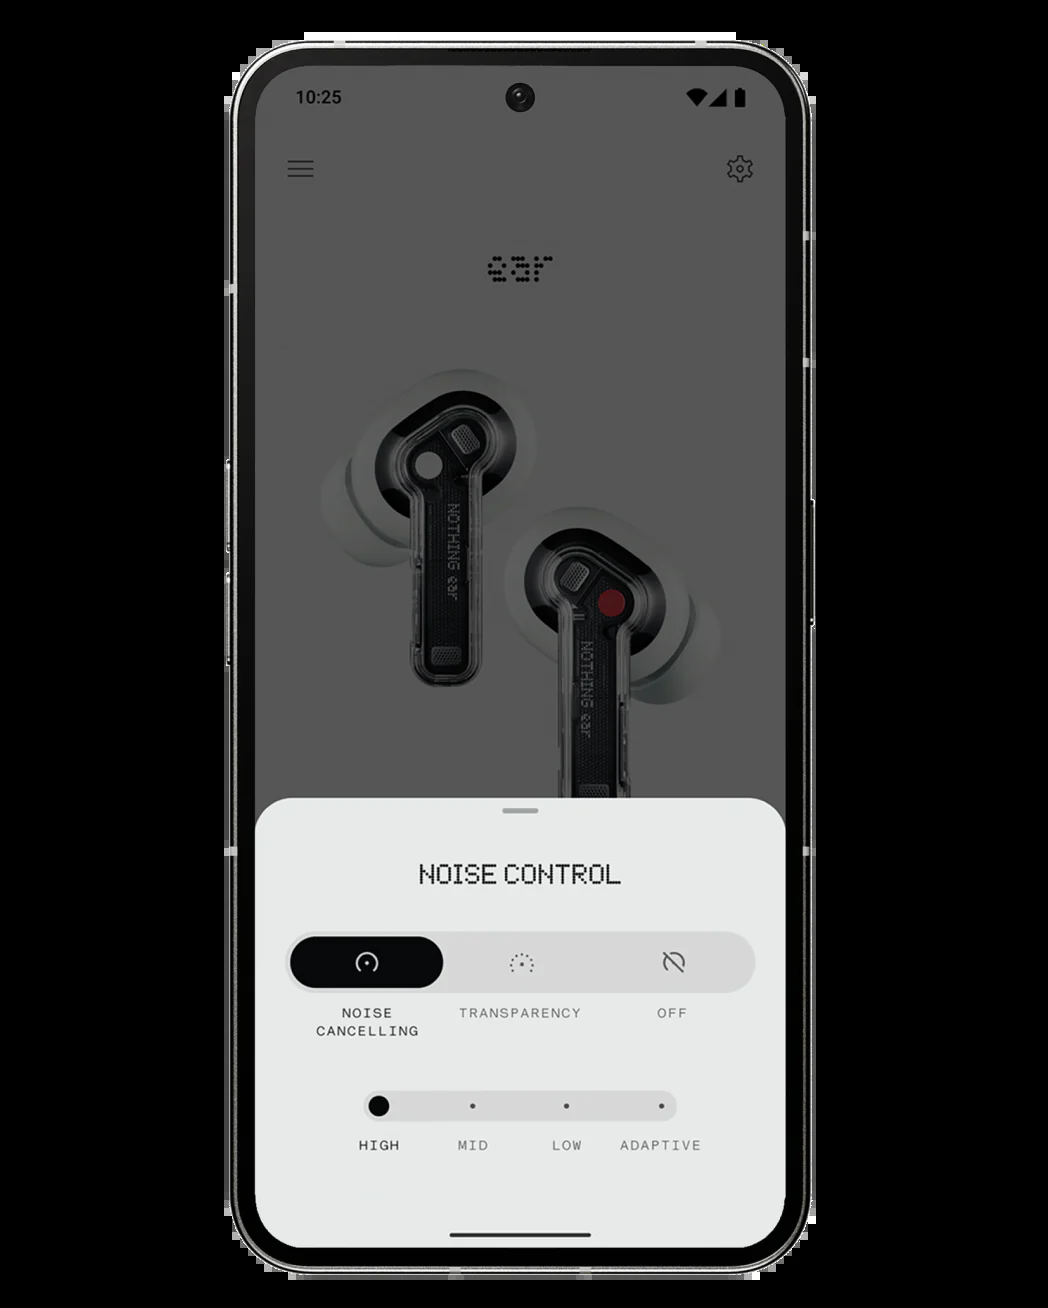 10:25
ear
NOTHING ear
NOTHING ear
NOISE CONTROL
NOISE
CANCELLING
TRANSPARENCY
OFF
HIGH
MID
LOW
ADAPTIVE